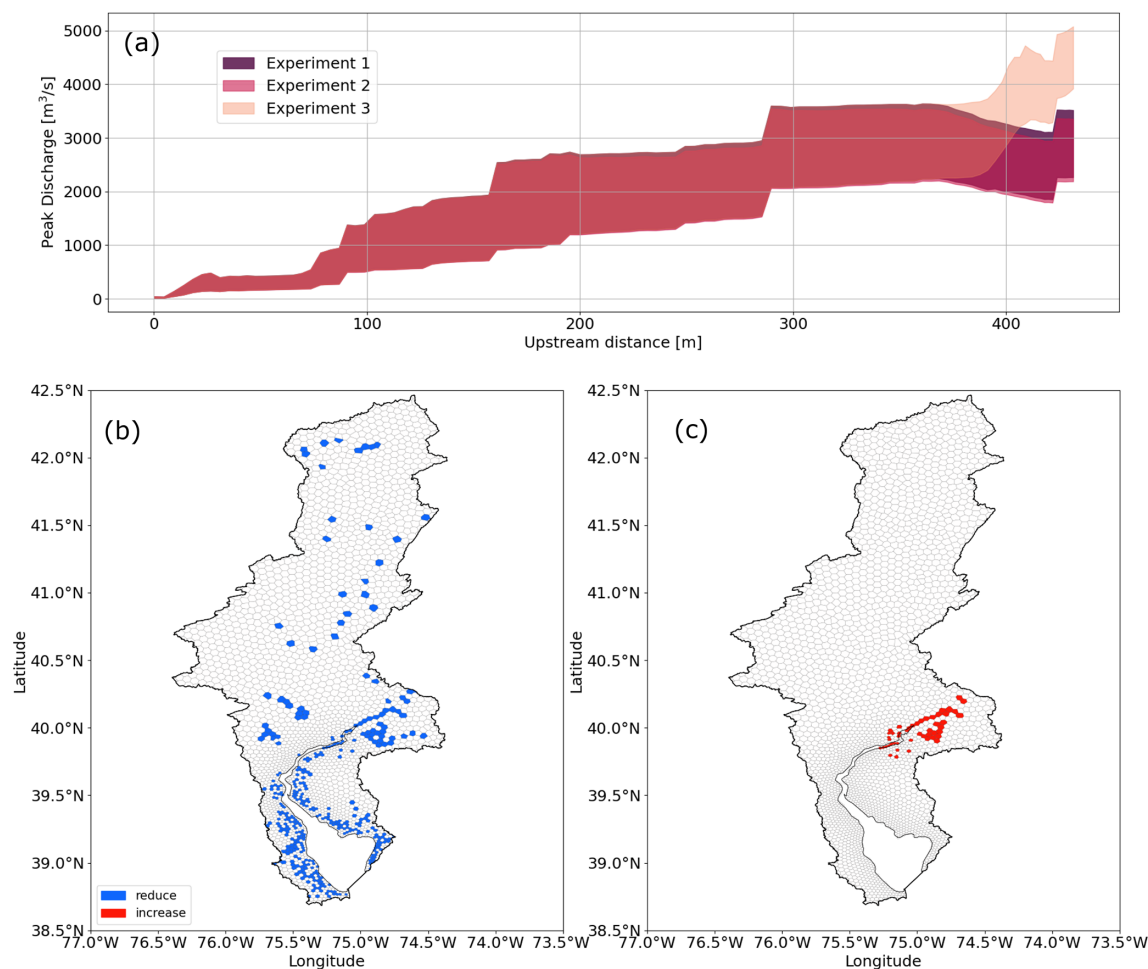 (a)
Experiment 1
Experiment 2
Experiment 3
Peak Discharge [m³/s]
5000
4000
3000
2000
1000
0
0 100 200 300 400
Upstream distance [m]
(b)
Latitude
42.5°N
42.0°N
41.5°N
41.0°N
40.5°N
40.0°N
39.5°N
39.0°N
38.5°N
reduce
increase
77.0°W 76.5°W 76.0°W 75.5°W 75.0°W 74.5°W 74.0°W 73.5°W
Longitude
(c)
Latitude
42.5°N
42.0°N
41.5°N
41.0°N
40.5°N
40.0°N
39.5°N
39.0°N
38.5°N
77.0°W 76.5°W 76.0°W 75.5°W 75.0°W 74.5°W 74.0°W 73.5°W
Longitude